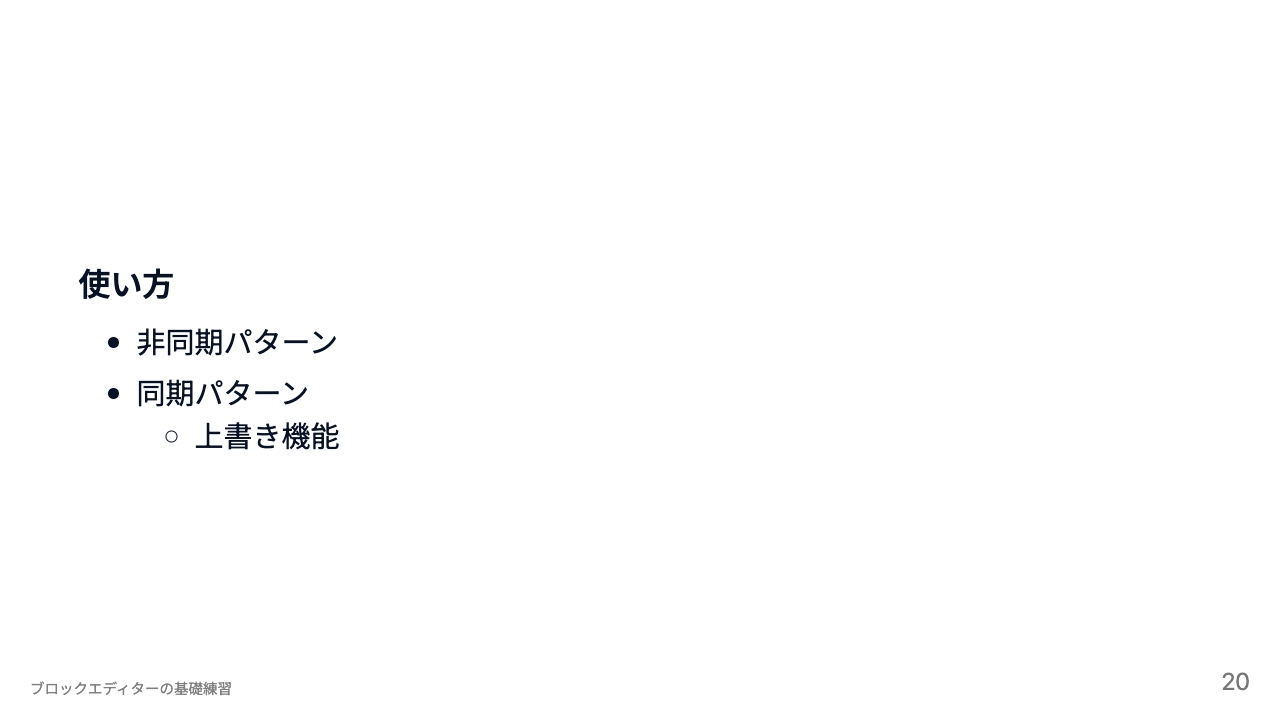 使い方
非同期パターン
同期パターン
上書き機能
ブロックエディターの基礎練習
20